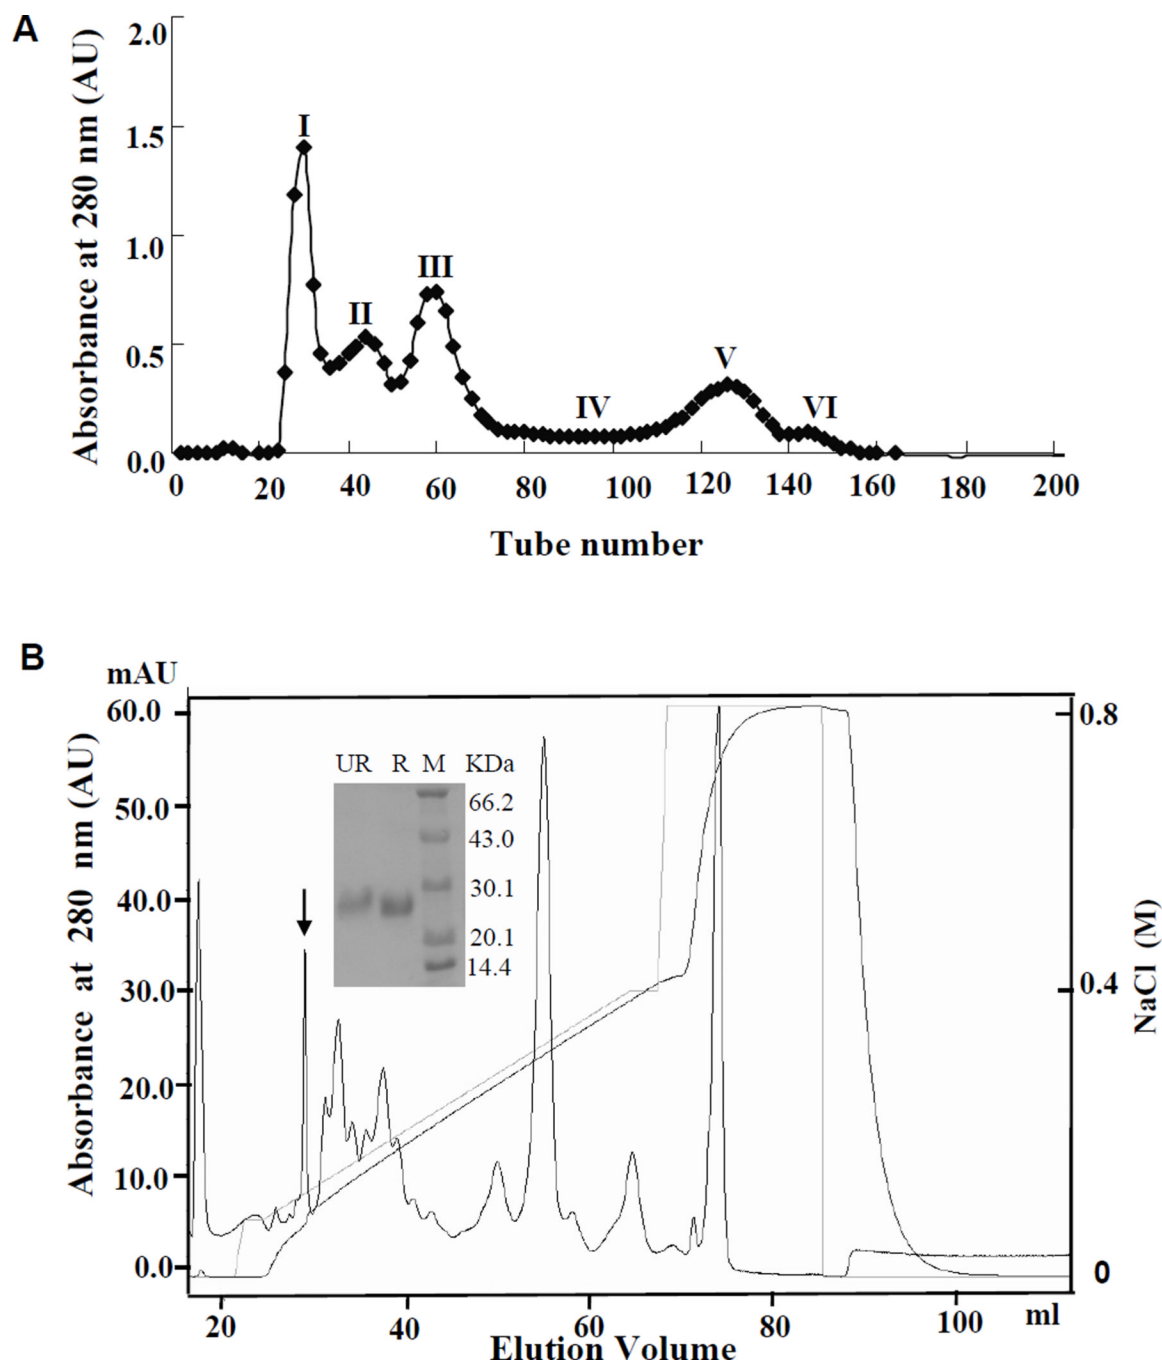 A
Absorbance at 280 nm (AU)
2.0
1.5
1.0
0.5
0.0
I
II
III
IV
V
VI
0 20 40 60 80 100 120 140 160 180 200
Tube number
B
mAU
Absorbance at 280 nm (AU)
60.0
50.0
40.0
30.0
20.0
10.0
0.0
UR R M KDa
66.2
43.0
30.1
20.1
14.4
0.8
0.4
0
NaCl (M)
20 40 60 80 100 ml
Elution Volume